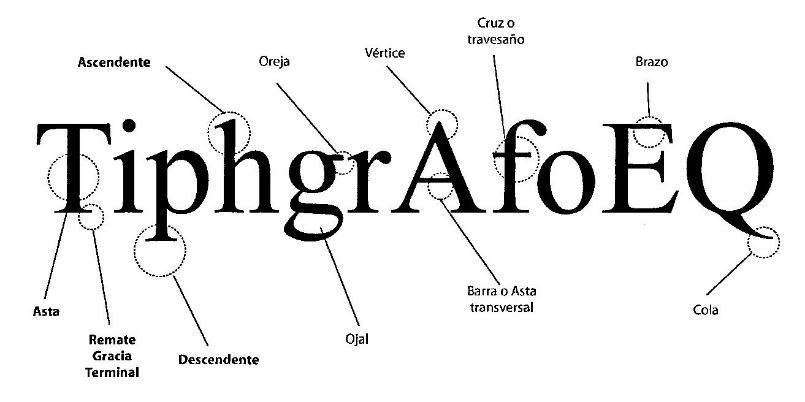 Cruz o
travesaño
Vértice
Ascendente
Oreja
Brazo
TiphgrAfoEQ
Asta
Remate
Gracia
Terminal
Descendente
Ojal
Barra o Asta
transversal
Cola